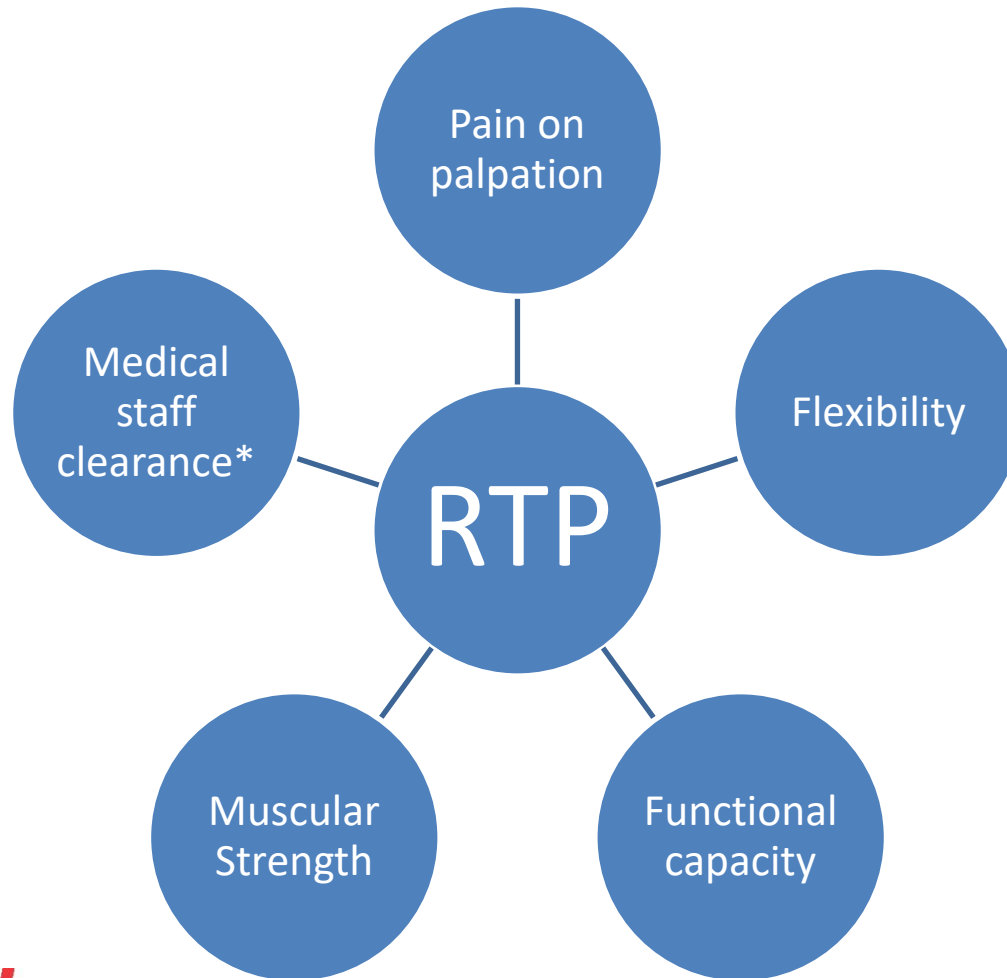 Pain on
palpation
Medical
staff
clearance*
Flexibility
RTP
Muscular
Strength
Functional
capacity